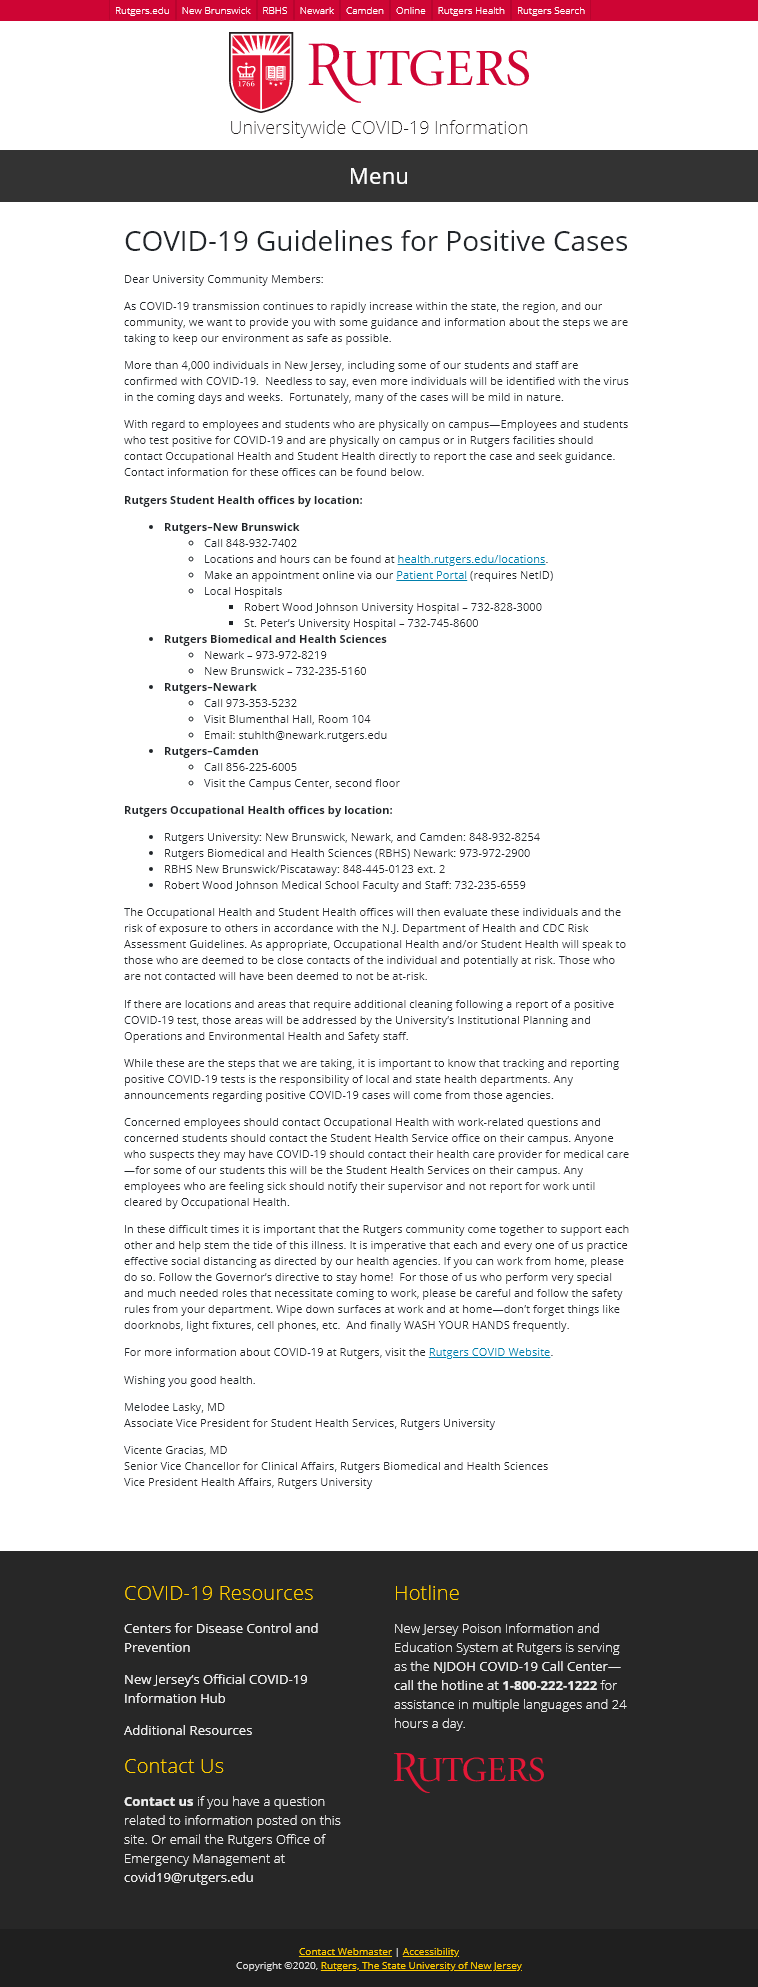 Rutgers.edu New Brunswick RBHS Newark Camden Online Rutgers Health Rutgers Search
1766
RUTGERS
Universitywide COVID-19 Information
Menu
COVID-19 Guidelines for Positive Cases
Dear University Community Members:
As COVID-19 transmission continues to rapidly increase within the state, the region, and our
community, we want to provide you with some guidance and information about the steps we are
taking to keep our environment as safe as possible.
More than 4,000 individuals in New Jersey, including some of our students and staff are
confirmed with COVID-19.  Needless to say, even more individuals will be identified with the virus
in the coming days and weeks.  Fortunately, many of the cases will be mild in nature.
With regard to employees and students who are physically on campus—Employees and students
who test positive for COVID-19 and are physically on campus or in Rutgers facilities should
contact Occupational Health and Student Health directly to report the case and seek guidance.
Contact information for these offices can be found below.
Rutgers Student Health offices by location:
Rutgers–New Brunswick
Call 848-932-7402
Locations and hours can be found at health.rutgers.edu/locations.
Make an appointment online via our Patient Portal (requires NetID)
Local Hospitals
Robert Wood Johnson University Hospital – 732-828-3000
St. Peter's University Hospital – 732-745-8600
Rutgers Biomedical and Health Sciences
Newark – 973-972-8219
New Brunswick – 732-235-5160
Rutgers–Newark
Call 973-353-5232
Visit Blumenthal Hall, Room 104
Email: stuhlth@newark.rutgers.edu
Rutgers–Camden
Call 856-225-6005
Visit the Campus Center, second floor
Rutgers Occupational Health offices by location:
Rutgers University: New Brunswick, Newark, and Camden: 848-932-8254
Rutgers Biomedical and Health Sciences (RBHS) Newark: 973-972-2900
RBHS New Brunswick/Piscataway: 848-445-0123 ext. 2
Robert Wood Johnson Medical School Faculty and Staff: 732-235-6559
The Occupational Health and Student Health offices will then evaluate these individuals and the
risk of exposure to others in accordance with the N.J. Department of Health and CDC Risk
Assessment Guidelines. As appropriate, Occupational Health and/or Student Health will speak to
those who are deemed to be close contacts of the individual and potentially at risk. Those who
are not contacted will have been deemed to not be at-risk.
If there are locations and areas that require additional cleaning following a report of a positive
COVID-19 test, those areas will be addressed by the University's Institutional Planning and
Operations and Environmental Health and Safety staff.
While these are the steps that we are taking, it is important to know that tracking and reporting
positive COVID-19 tests is the responsibility of local and state health departments. Any
announcements regarding positive COVID-19 cases will come from those agencies.
Concerned employees should contact Occupational Health with work-related questions and
concerned students should contact the Student Health Service office on their campus. Anyone
who suspects they may have COVID-19 should contact their health care provider for medical care
—for some of our students this will be the Student Health Services on their campus. Any
employees who are feeling sick should notify their supervisor and not report for work until
cleared by Occupational Health.
In these difficult times it is important that the Rutgers community come together to support each
other and help stem the tide of this illness. It is imperative that each and every one of us practice
effective social distancing as directed by our health agencies. If you can work from home, please
do so. Follow the Governor's directive to stay home!  For those of us who perform very special
and much needed roles that necessitate coming to work, please be careful and follow the safety
rules from your department. Wipe down surfaces at work and at home—don't forget things like
doorknobs, light fixtures, cell phones, etc.  And finally WASH YOUR HANDS frequently.
For more information about COVID-19 at Rutgers, visit the Rutgers COVID Website.
Wishing you good health.
Melodee Lasky, MD
Associate Vice President for Student Health Services, Rutgers University
Vicente Gracias, MD
Senior Vice Chancellor for Clinical Affairs, Rutgers Biomedical and Health Sciences
Vice President Health Affairs, Rutgers University
COVID-19 Resources
Centers for Disease Control and
Prevention
New Jersey's Official COVID-19
Information Hub
Additional Resources
Contact Us
Contact us if you have a question
related to information posted on this
site. Or email the Rutgers Office of
Emergency Management at
covid19@rutgers.edu
Hotline
New Jersey Poison Information and
Education System at Rutgers is serving
as the NJDOH COVID-19 Call Center—
call the hotline at 1-800-222-1222 for
assistance in multiple languages and 24
hours a day.
RUTGERS
Contact Webmaster | Accessibility
Copyright ©2020, Rutgers, The State University of New Jersey